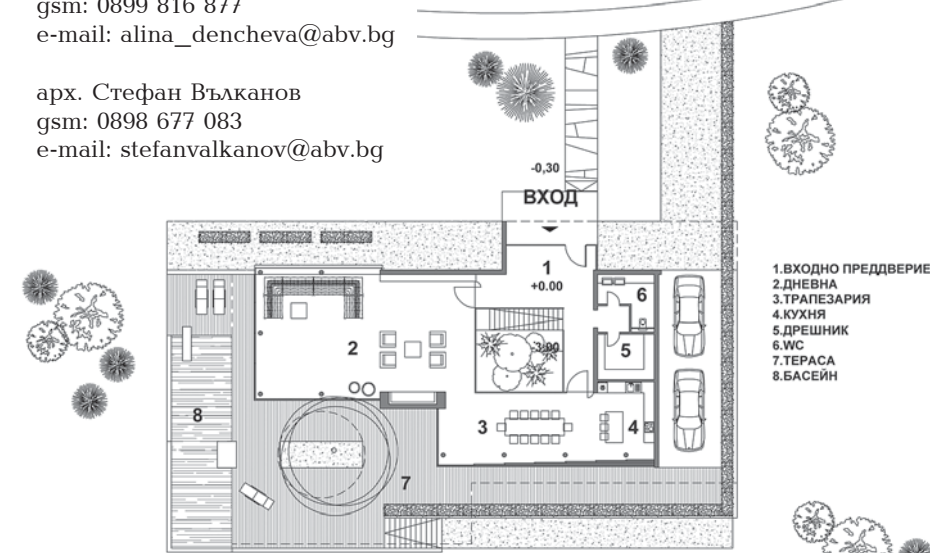 gsm: 0899 816 877
e-mail: alina_dencheva@abv.bg
арх. Стефан Вълканов
gsm: 0898 677 083
e-mail: stefanvalkanov@abv.bg
-0,30
ВХОД
1
+0.00
6
-3.00
2
5
3
4
8
7
1.ВХОДНО ПРЕДДВЕРИЕ
2.ДНЕВНА
3.ТРАПЕЗАРИЯ
4.КУХНЯ
5.ДРЕШНИК
6.WC
7.ТЕРАСА
8.БАСЕЙН